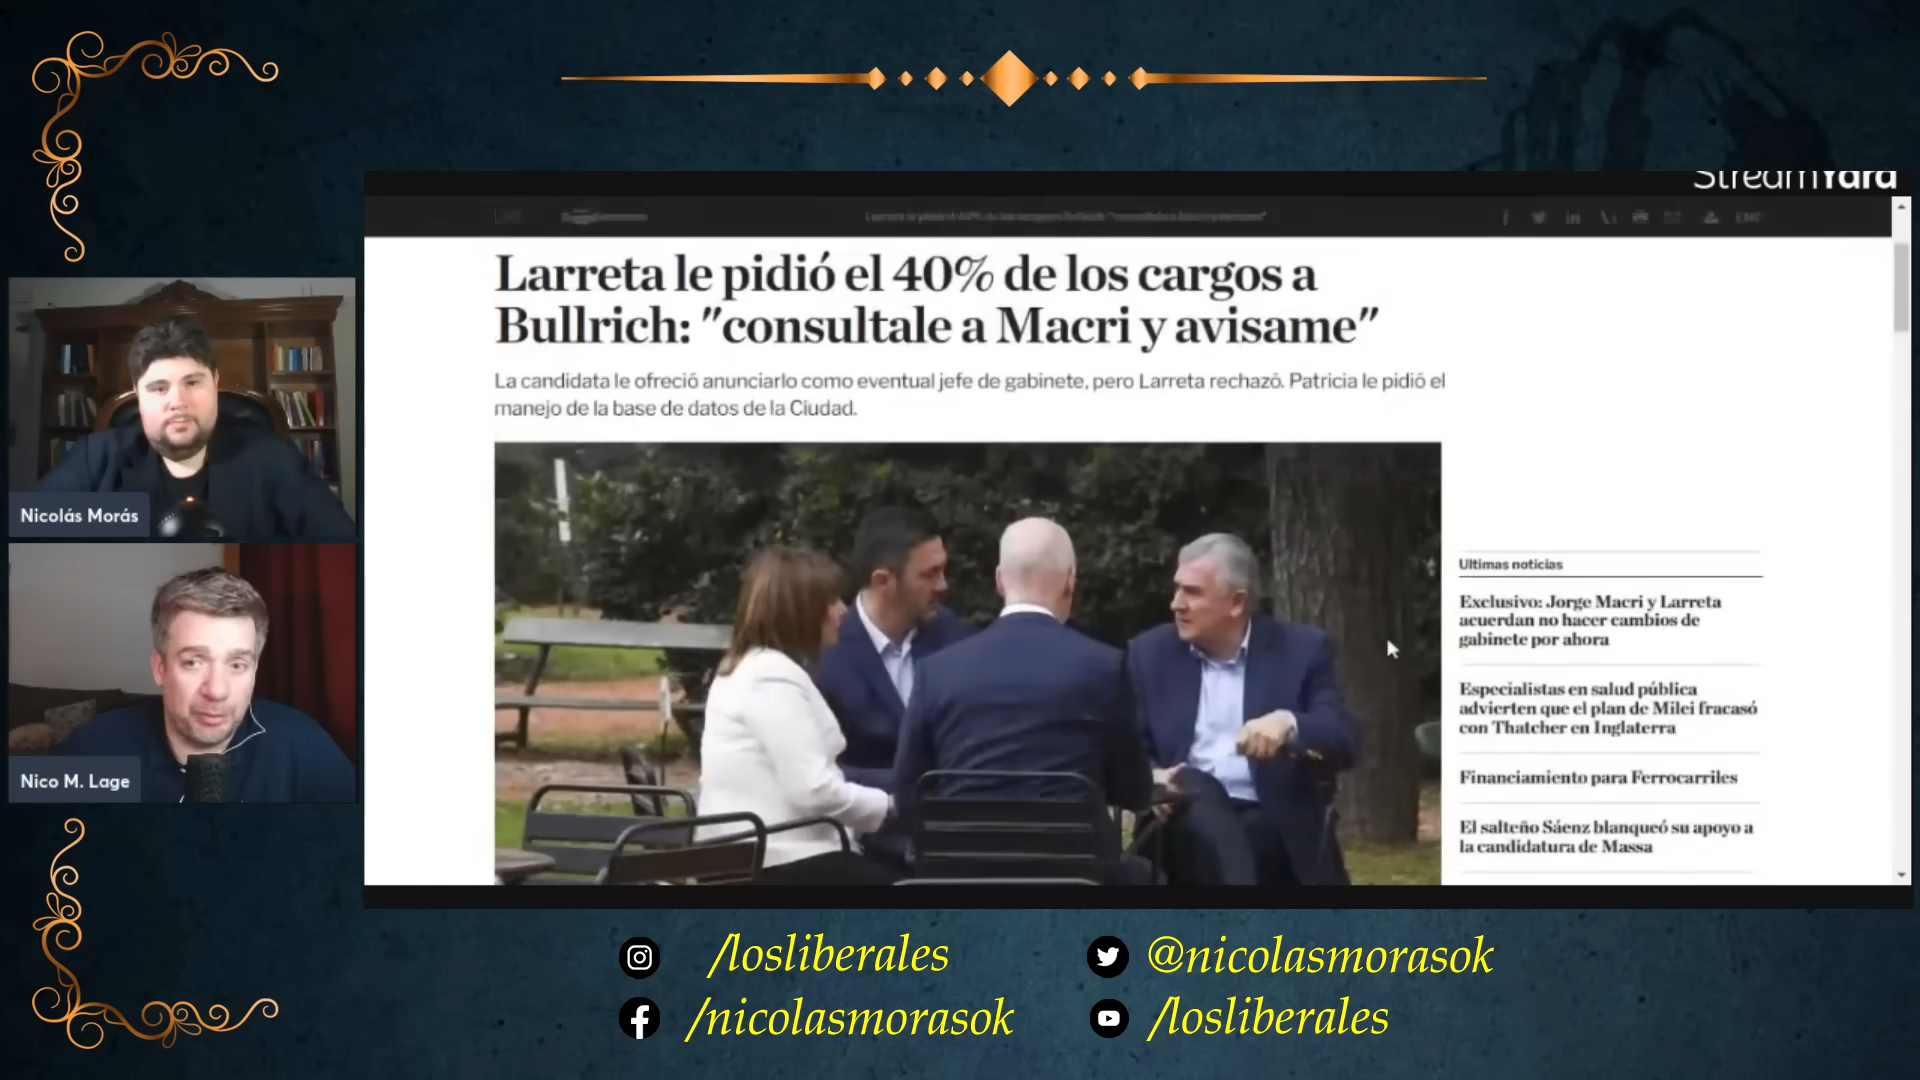 StreamYard
Larreta le pidió el 40% de los cargos a
Bullrich: "consultale a Macri y avisame"
La candidata le ofreció anunciarlo como eventual jefe de gabinete, pero Larreta rechazó. Patricia le pidió el
manejo de la base de datos de la Ciudad.
Nicolás Morás
Nico M. Lage
Ultimas noticias
Exclusivo: Jorge Macri y Larreta
acuerdan no hacer cambios de
gabinete por ahora
Especialistas en salud pública
advierten que el plan de Milei fracasó
con Thatcher en Inglaterra
Financiamiento para Ferrocarriles
El salteño Sáenz blanqueó su apoyo a
la candidatura de Massa
/losliberales
@nicolasmorasok
/nicolasmorasok
/losliberales